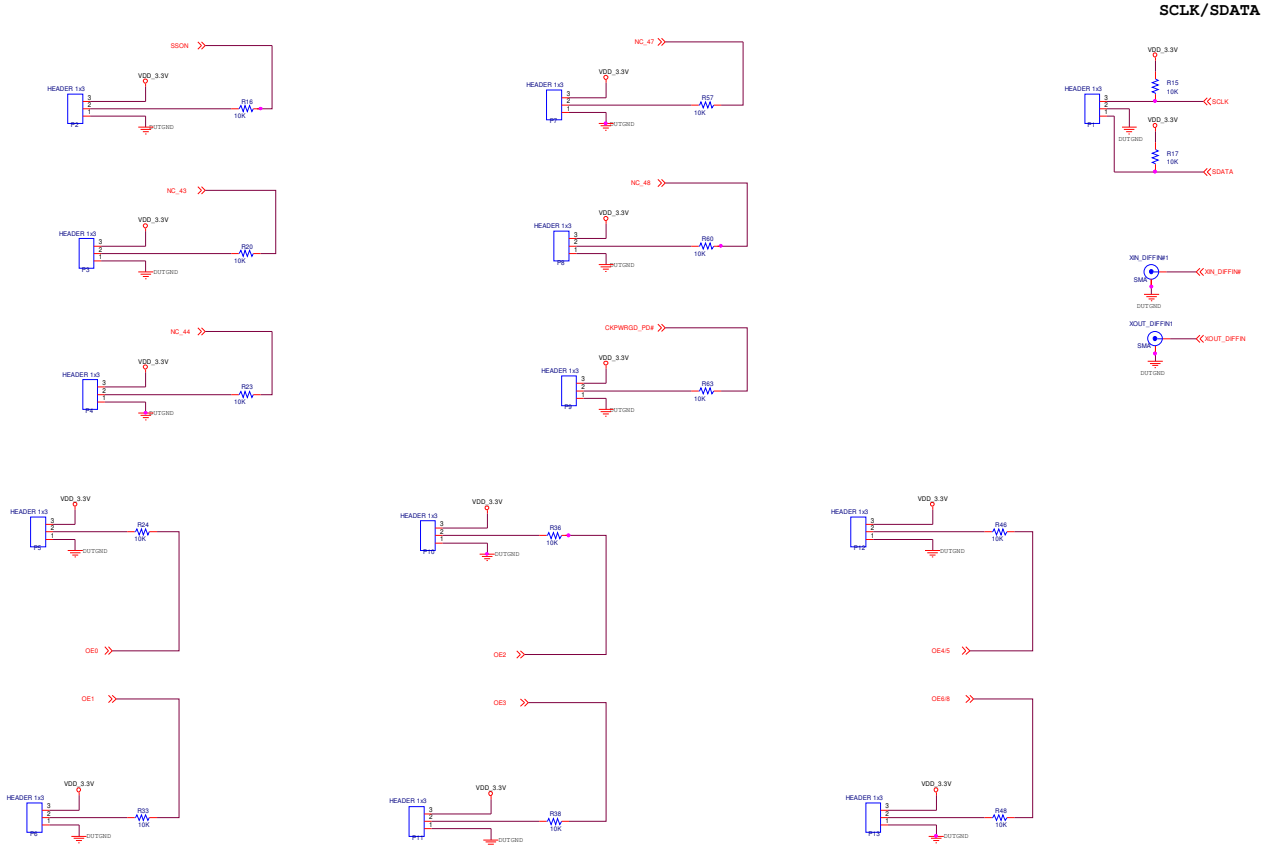 SCLK/SDATA
SSON
VDD_3.3V
HEADER 1x3
3
2
1
R16
10K
P2
DUTGND
NC_47
VDD_3.3V
HEADER 1x3
3
2
1
R57
10K
P7
DUTGND
VDD_3.3V
R15
10K
HEADER 1x3
3
2
1
SCLK
P1
VDD_3.3V
DUTGND
R17
10K
SDATA
NC_43
VDD_3.3V
HEADER 1x3
3
2
1
R20
10K
P3
DUTGND
NC_48
VDD_3.3V
HEADER 1x3
3
2
1
R60
10K
P8
DUTGND
XIN_DIFFIN#1
XIN_DIFFIN#
SMA
DUTGND
XOUT_DIFFIN1
XOUT_DIFFIN
SMA
DUTGND
NC_44
VDD_3.3V
HEADER 1x3
3
2
1
R23
10K
P4
DUTGND
CKPWRGD_PD#
VDD_3.3V
HEADER 1x3
3
2
1
R63
10K
P9
DUTGND
VDD_3.3V
HEADER 1x3
3
2
1
R24
10K
P5
DUTGND
OE0
VDD_3.3V
HEADER 1x3
3
2
1
R36
10K
P10
DUTGND
OE2
VDD_3.3V
HEADER 1x3
3
2
1
R46
10K
P12
DUTGND
OE4/5
OE1
VDD_3.3V
HEADER 1x3
3
2
1
R33
10K
P6
DUTGND
OE3
VDD_3.3V
HEADER 1x3
3
2
1
R38
10K
P11
DUTGND
OE6/8
VDD_3.3V
HEADER 1x3
3
2
1
R48
10K
P13
DUTGND